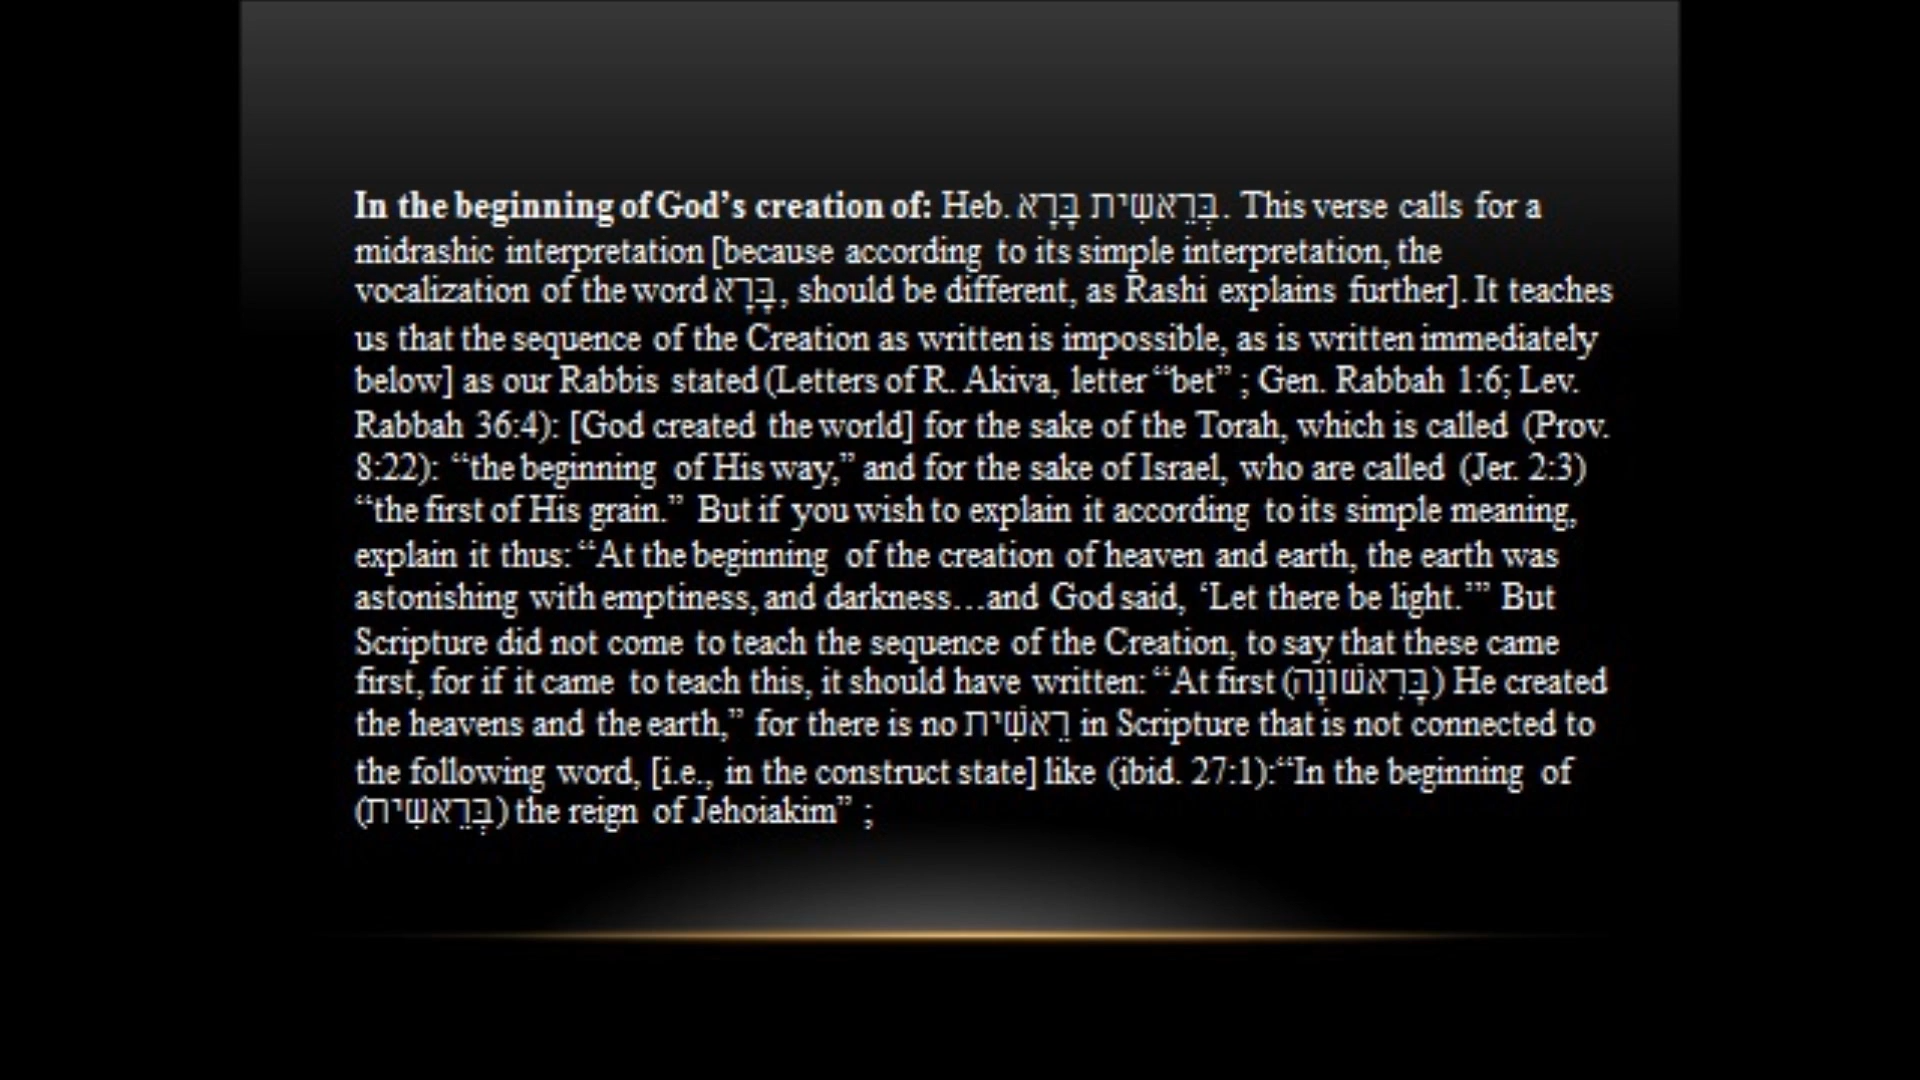 In the beginning of God’s creation of: Heb. בְּרֵאשִׁית בָּרָא. This verse calls for a
midrashic interpretation [because according to its simple interpretation, the
vocalization of the word בָּרָא, should be different, as Rashi explains further]. It teaches
us that the sequence of the Creation as written is impossible, as is written immediately
below] as our Rabbis stated (Letters of R. Akiva, letter “bet” ; Gen. Rabbah 1:6; Lev.
Rabbah 36:4): [God created the world] for the sake of the Torah, which is called (Prov.
8:22): “the beginning of His way,” and for the sake of Israel, who are called (Jer. 2:3)
“the first of His grain.” But if you wish to explain it according to its simple meaning,
explain it thus: “At the beginning of the creation of heaven and earth, the earth was
astonishing with emptiness, and darkness…and God said, ‘Let there be light.’” But
Scripture did not come to teach the sequence of the Creation, to say that these came
first, for if it came to teach this, it should have written: “At first (בָּרִאשׁוֹנָה) He created
the heavens and the earth,” for there is no רֵאשִׁית in Scripture that is not connected to
the following word, [i.e., in the construct state] like (ibid. 27:1):“In the beginning of
(בְּרֵאשִׁית) the reign of Jehoiakim” ;